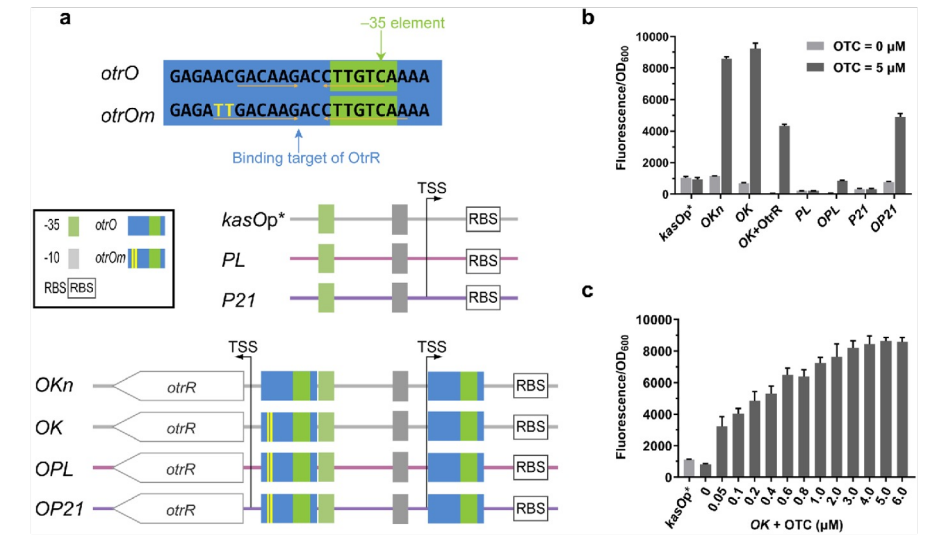 a
–35 element
otrO GAGAACGACAAGACCTTGTCAAAA
otrOm GAGATTGACAAGACCTTGTCAAAA
Binding target of OtrR
-35 otrO
-10 otrOm
RBS RBS
TSS
kasOp* RBS
PL RBS
P21 RBS
TSS TSS
OKn otrR RBS
OK otrR RBS
OPL otrR RBS
OP21 otrR RBS
b
Fluorescence/OD600
10000
8000
6000
4000
2000
0
OTC = 0 μM
OTC = 5 μM
kasOp* OKn OK OK+OtrR PL OPL P21 OP21
c
Fluorescence/OD600
10000
8000
6000
4000
2000
0
kasOp* 0 0.05 0.1 0.2 0.4 0.6 0.8 1.0 2.0 3.0 4.0 5.0 6.0
OK + OTC (μM)